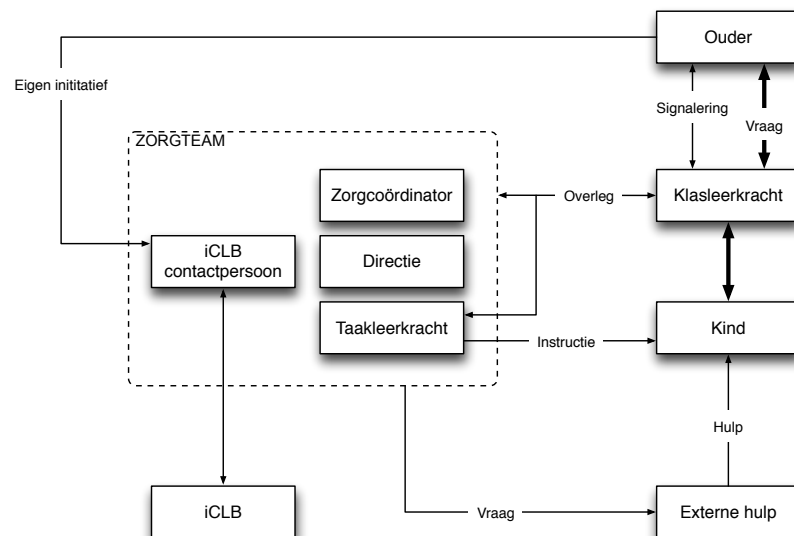 Ouder
Eigen inititatief
Signalering
Vraag
ZORGTEAM
Zorgcoördinator
Overleg
Klasleerkracht
iCLB
contactpersoon
Directie
Taakleerkracht
Instructie
Kind
Hulp
iCLB
Vraag
Externe hulp